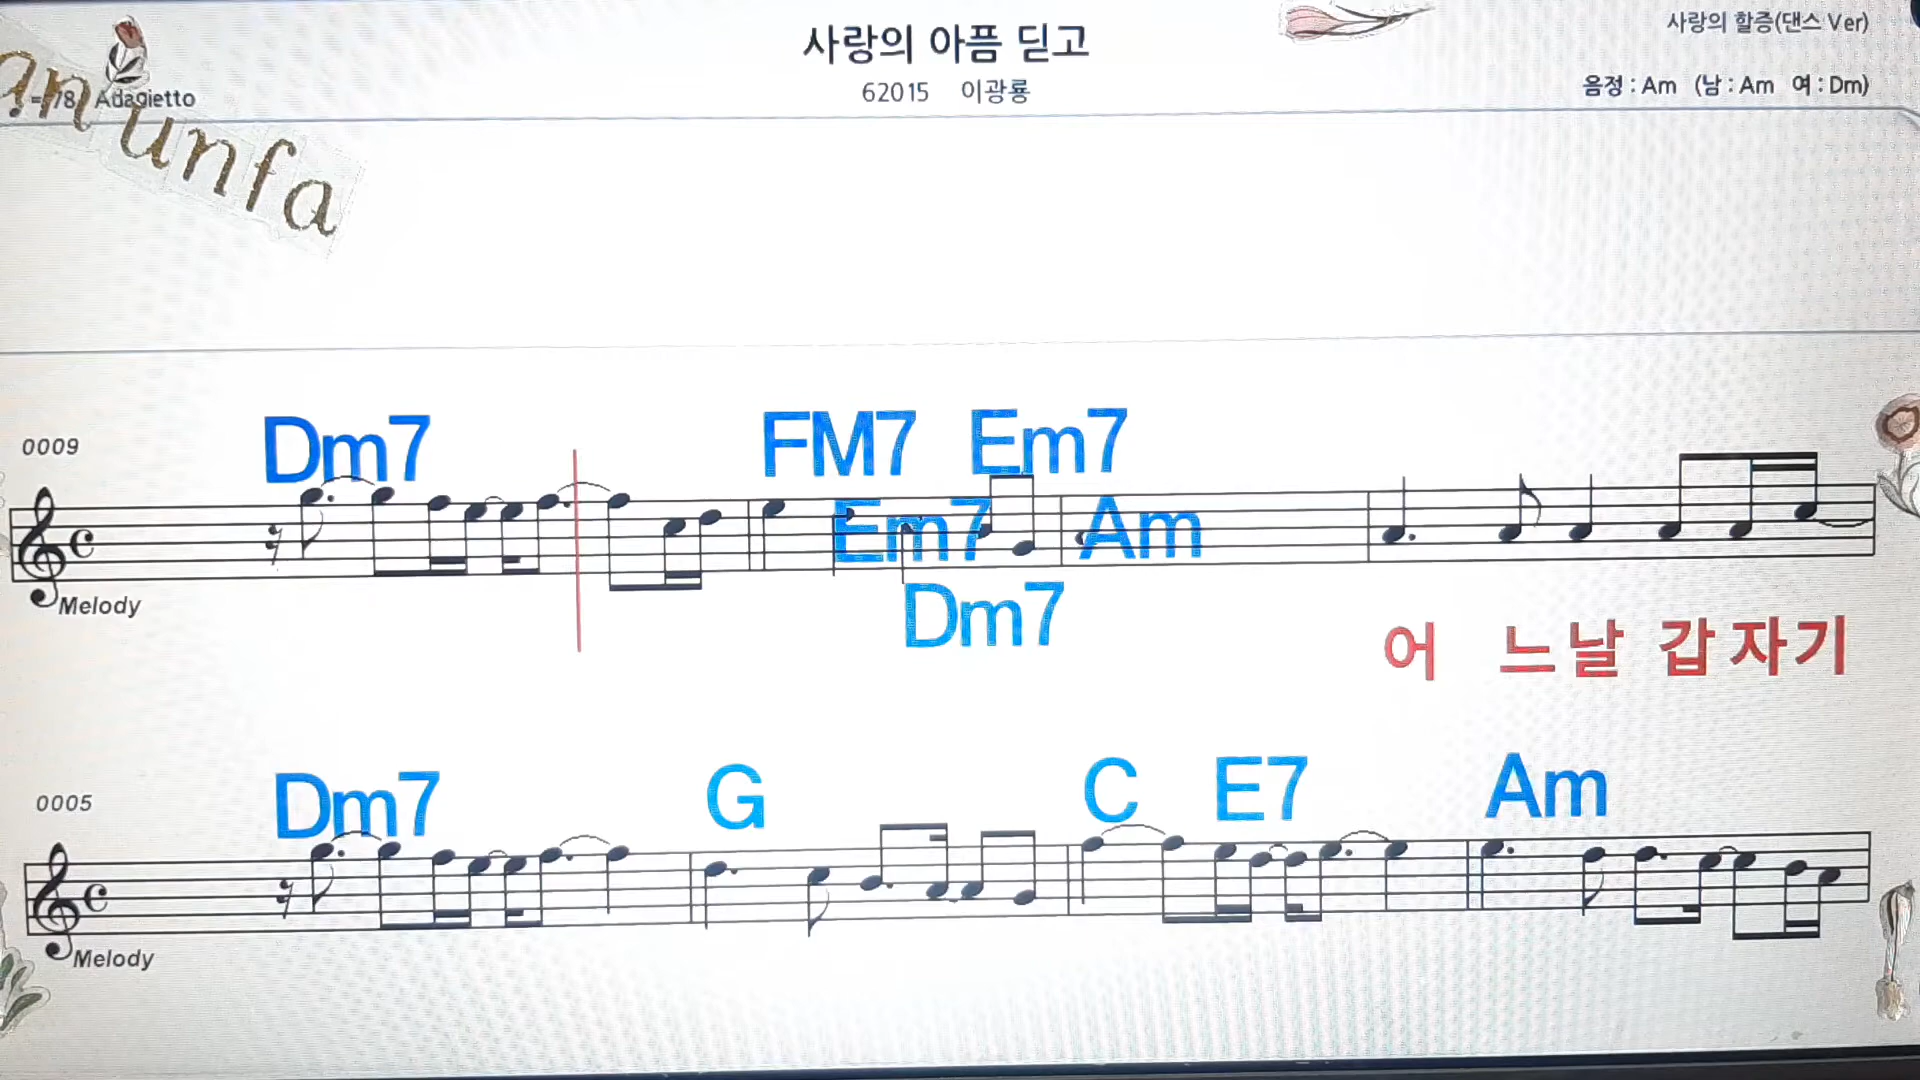 사랑의 할증(댄스 Ver)
사랑의 아픔 딛고
62015 이광룡
음정 : Am (남 : Am 여 : Dm)
an
= 78 Adagietto
unfa
0009
Dm7 FM7 Em7
Em7 Am
Melody
Dm7
어 느 날 갑 자 기
0005
Dm7 G C E7 Am
Melody